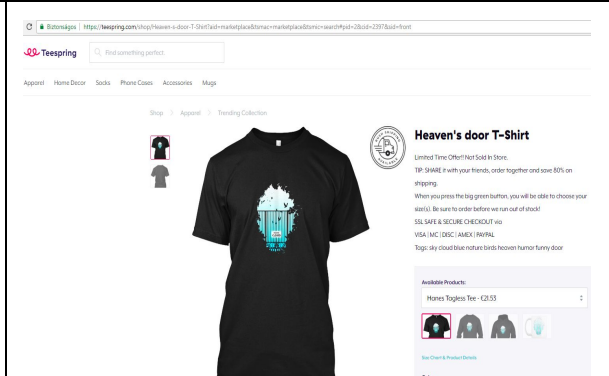 Biztonságos | https://teespring.com/shop/Heaven-s-door-T-Shirt?aid=marketplace&tsmac=marketplace&tsmic=search#pid=2&cid=2397&sid=front
Teespring
Find something perfect
Apparel Home Decor Socks Phone Cases Accessories Mugs
Shop > Apparel > Trending Collection
Heaven's door T-Shirt
Limited Time Offer!! Not Sold In Store.
TIP: SHARE it with your friends, order together and save 80% on
shipping.
When you press the big green button, you will be able to choose your
size(s). Be sure to order before we run out of stock!
SSL SAFE & SECURE CHECKOUT via
VISA | MC | DISC | AMEX | PAYPAL
Tags: sky cloud blue nature birds heaven humor funny door
Available Products:
Hanes Tagless Tee - €21.53
Size Chart & Product Details